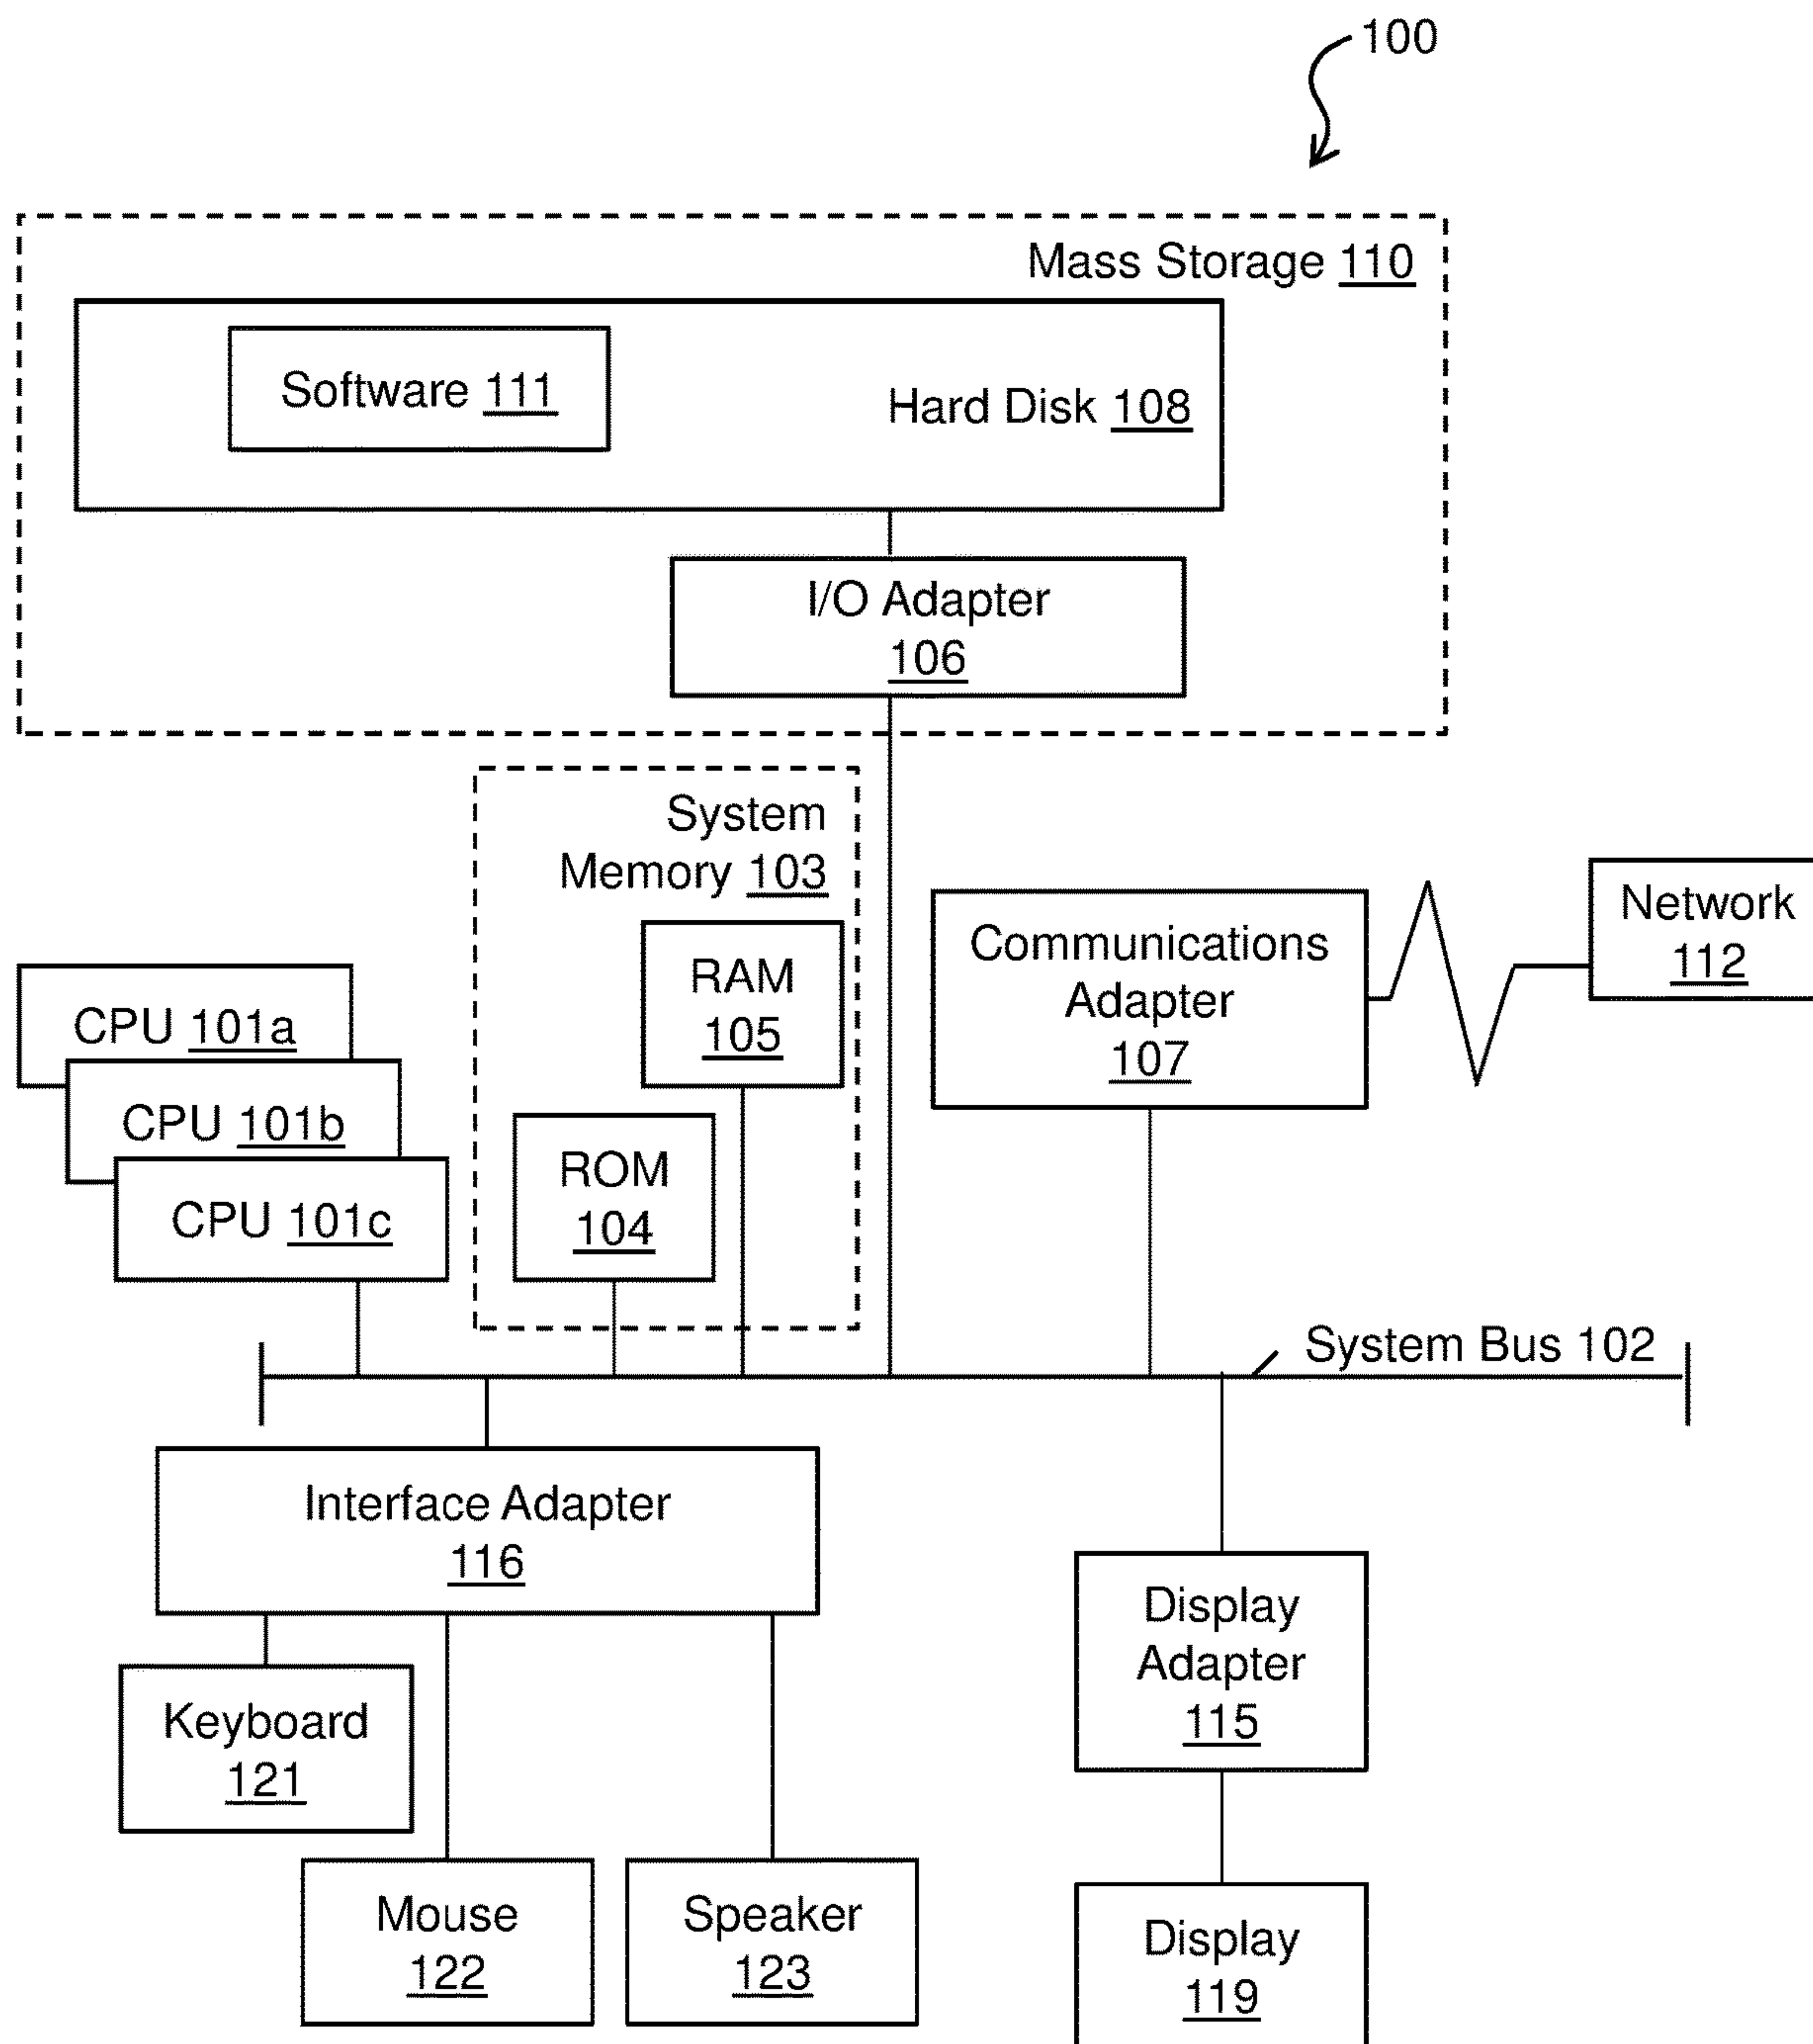 100
Mass Storage 110
Software 111
Hard Disk 108
I/O Adapter
106
System
Memory 103
RAM
105
ROM
104
Communications
Adapter
107
Network
112
CPU 101a
CPU 101b
CPU 101c
System Bus 102
Interface Adapter
116
Keyboard
121
Mouse
122
Speaker
123
Display
Adapter
115
Display
119